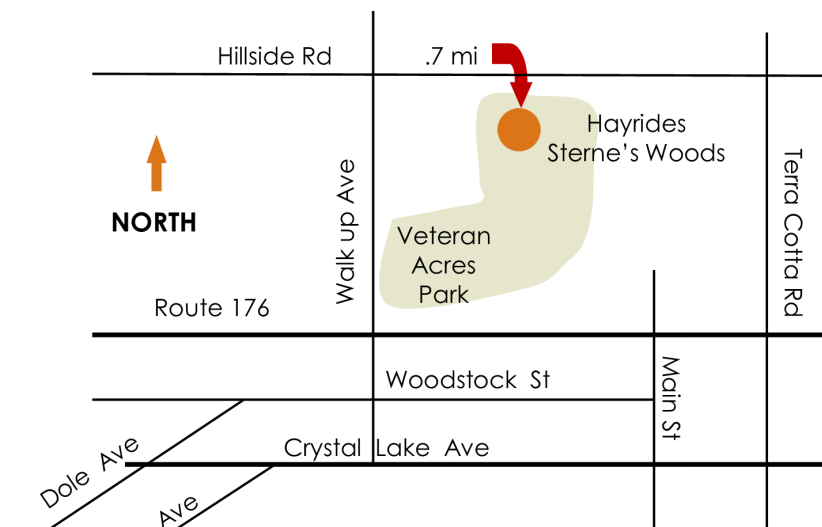 Hillside Rd
.7 mi
Hayrides
Sterne's Woods
NORTH
Walk up Ave
Terra Cotta Rd
Veteran
Acres
Park
Route 176
Woodstock St
Main St
Crystal Lake Ave
Dole Ave
Ave